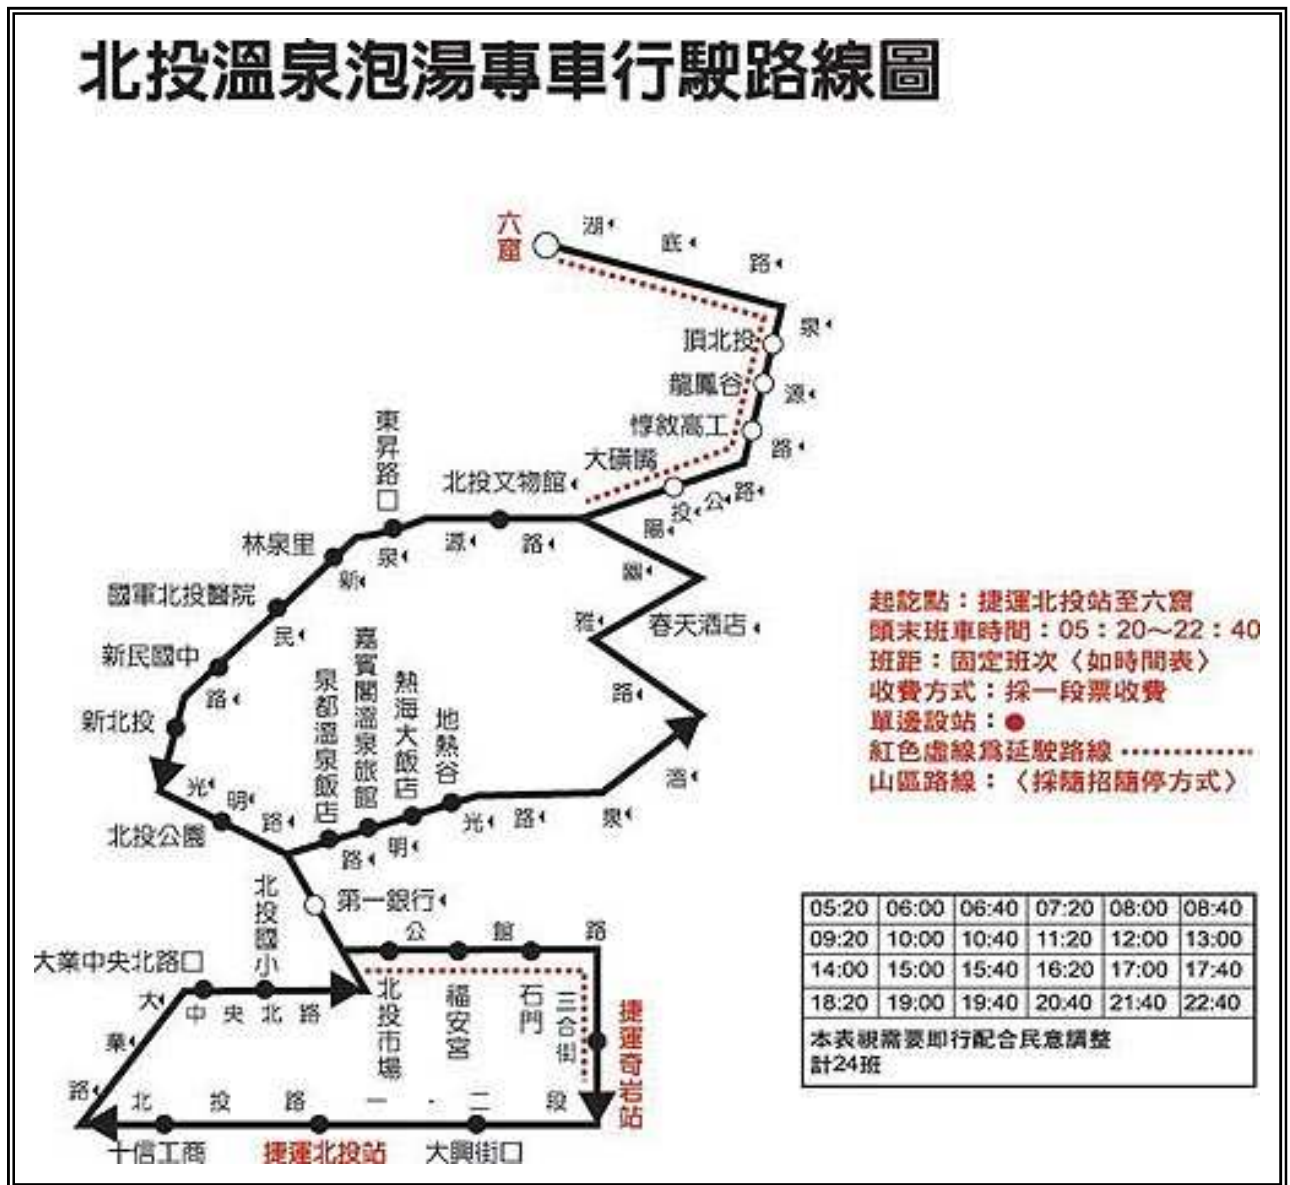 北投溫泉泡湯專車行駛路線圖
六窟
湖底路
泉源路
頂北投
龍鳳谷
惇敘高工
大磺嘴
陽投公路
北投文物館
東昇路口
泉源路
林泉里
國軍北投醫院
新民國中
新北投
新民路
幽雅路
春天酒店
溫泉路
光明路
地熱谷
熱海大飯店
嘉賓閣溫泉旅館
泉都溫泉飯店
光明路
北投公園
第一銀行
北投國小
大業中央北路口
中央北路
大業路
公館路
北投市場
福安宮
石門
三合街
捷運奇岩站
北投路一.二段
十信工商
捷運北投站
大興街口
起訖點：捷運北投站至六窟
頭末班車時間：05：20～22：40
班距：固定班次〈如時間表〉
收費方式：採一段票收費
單邊設站：
紅色虛線為延駛路線
山區路線：〈採隨招隨停方式〉
05:20 06:00 06:40 07:20 08:00 08:40
09:20 10:00 10:40 11:20 12:00 13:00
14:00 15:00 15:40 16:20 17:00 17:40
18:20 19:00 19:40 20:40 21:40 22:40
本表視需要即行配合民意調整
計24班